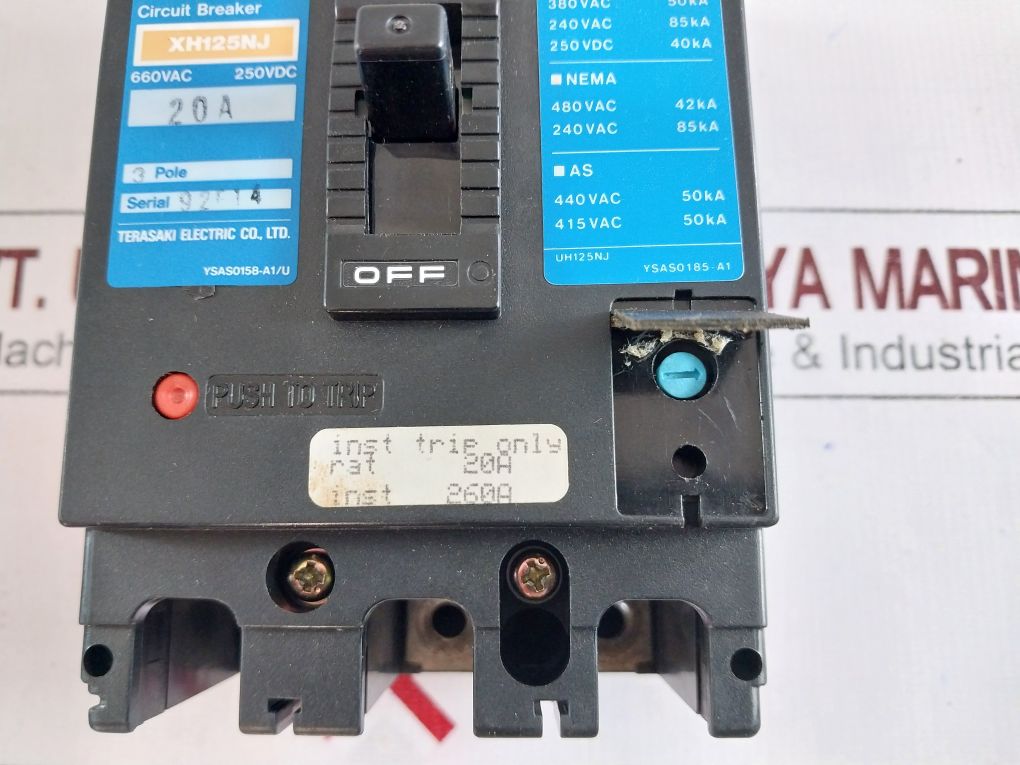 Circuit Breaker
XH125NJ
660VAC 250VDC
20A
3 Pole
Serial
TERASAKI ELECTRIC CO., LTD.
YSAS0158-A1/U
OFF
380VAC 50kA
240VAC 85kA
250VDC 40kA
NEMA
480VAC 42kA
240VAC 85kA
AS
440VAC 50kA
415VAC 50kA
UH125NJ
YSAS0185-A1
PUSH TO TRIP
inst trip only
rat 20A
inst 260A
MARIN
& Industria